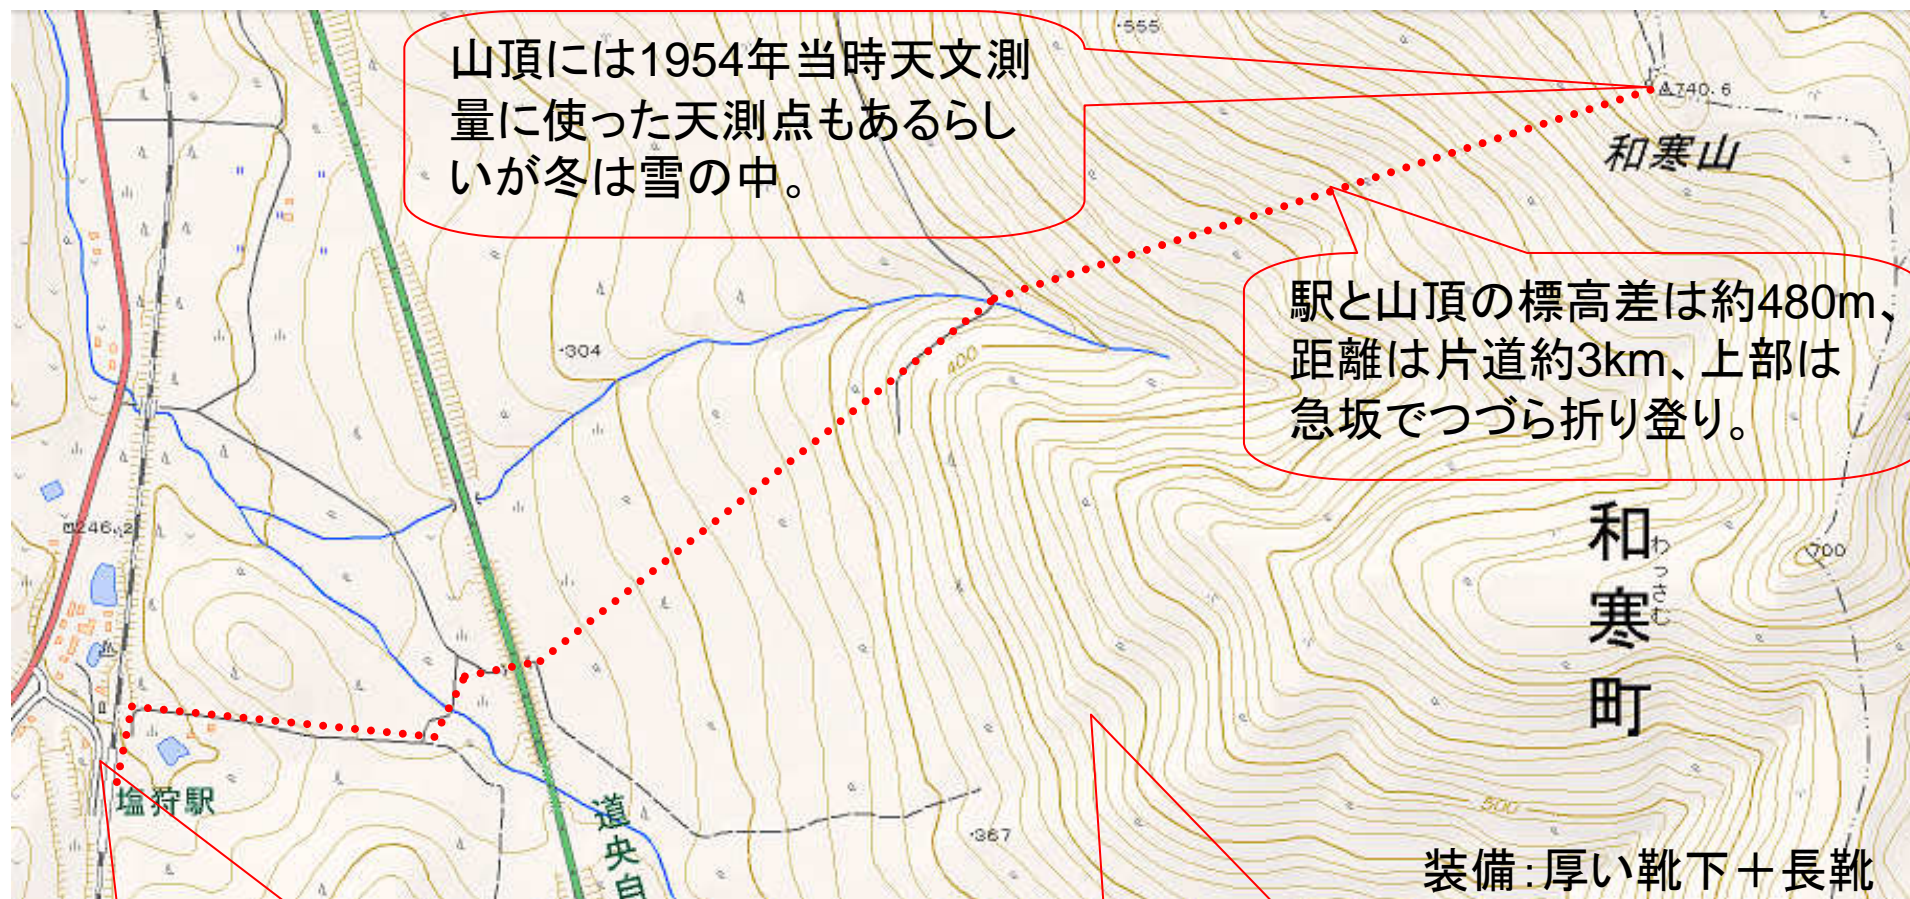 山頂には1954年当時天文測
量に使った天測点もあるらし
いが冬は雪の中。
・555
740.6
和寒山
駅と山頂の標高差は約480m、
距離は片道約3km、上部は
急坂でつづら折り登り。
・304
400
246.2
和寒町
わっさむ
700
塩狩駅
道央自
500
・367
装備：厚い靴下＋長靴